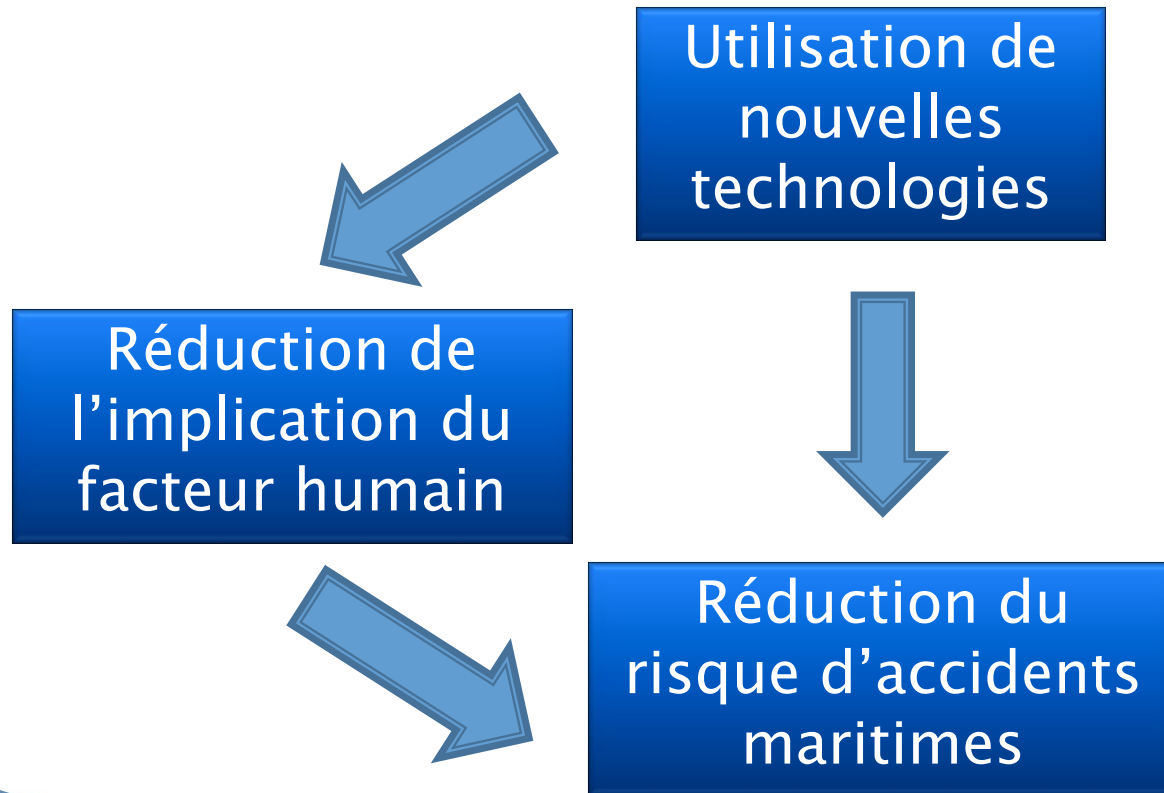 Utilisation de
nouvelles
technologies
Réduction de
l’implication du
facteur humain
Réduction du
risque d’accidents
maritimes